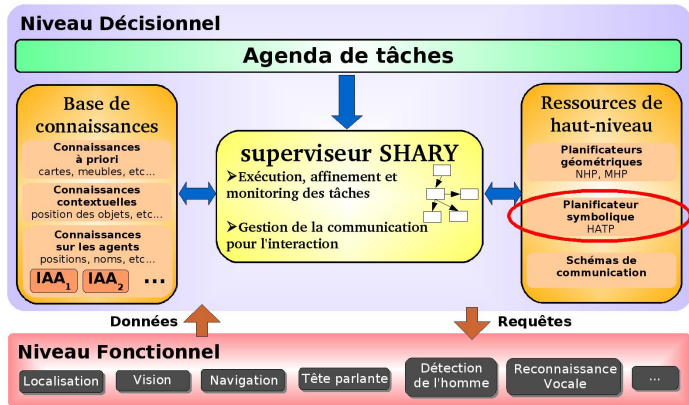 Niveau Décisionnel
Agenda de tâches
Base de
connaissances
Connaissances
à priori
cartes, meubles, etc...
Connaissances
contextuelles
position des objets, etc...
Connaissances
sur les agents
positions, noms, etc...
IAA1 IAA2 ...
superviseur SHARY
➤Exécution, affinement et
monitoring des tâches
➤Gestion de la communication
pour l'interaction
Ressources de
haut-niveau
Planificateurs
géométriques
NHP, MHP
Planificateur
symbolique
HATP
Schémas de
communication
Données
Requêtes
Niveau Fonctionnel
Localisation
Vision
Navigation
Tête parlante
Détection
de l'homme
Reconnaissance
Vocale
...